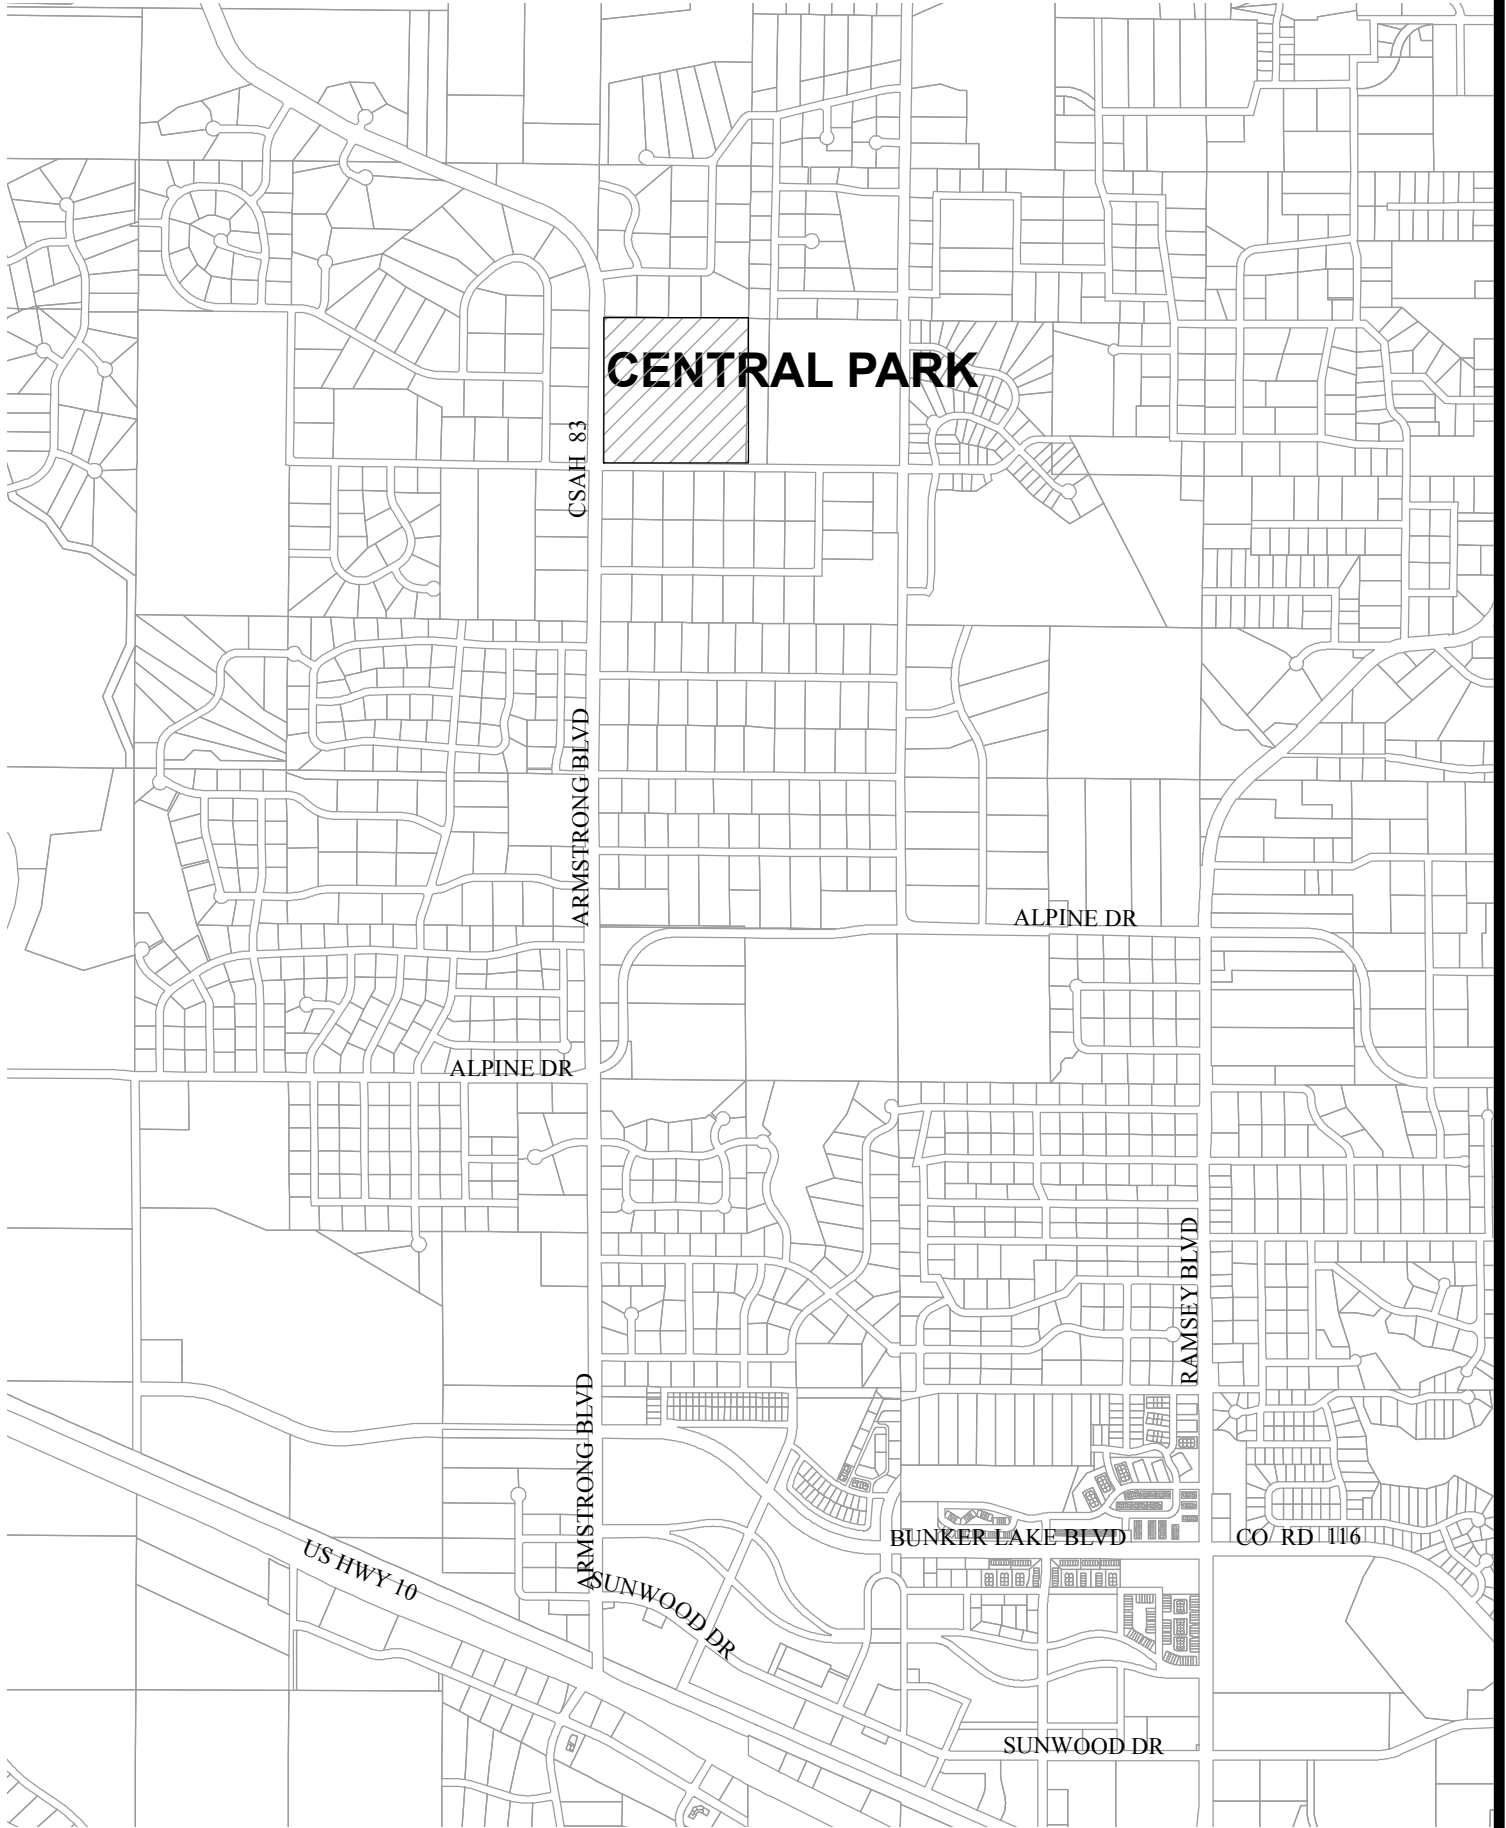 CENTRAL PARK
CSAH 83
ARMSTRONG BLVD
ALPINE DR
ALPINE DR
RAMSEY BLVD
ARMSTRONG BLVD
BUNKER LAKE BLVD
CO RD 116
US HWY 10
SUNWOOD DR
SUNWOOD DR